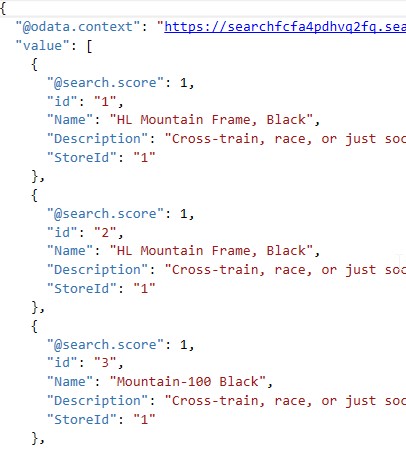 {
"@odata.context": "https://searchfcfa4pdhvq2fq.sea
"value": [
{
"@search.score": 1,
"id": "1",
"Name": "HL Mountain Frame, Black",
"Description": "Cross-train, race, or just soc
"StoreId": "1"
},
{
"@search.score": 1,
"id": "2",
"Name": "HL Mountain Frame, Black",
"Description": "Cross-train, race, or just soc
"StoreId": "1"
},
{
"@search.score": 1,
"id": "3",
"Name": "Mountain-100 Black",
"Description": "Cross-train, race, or just soc
"StoreId": "1"
},